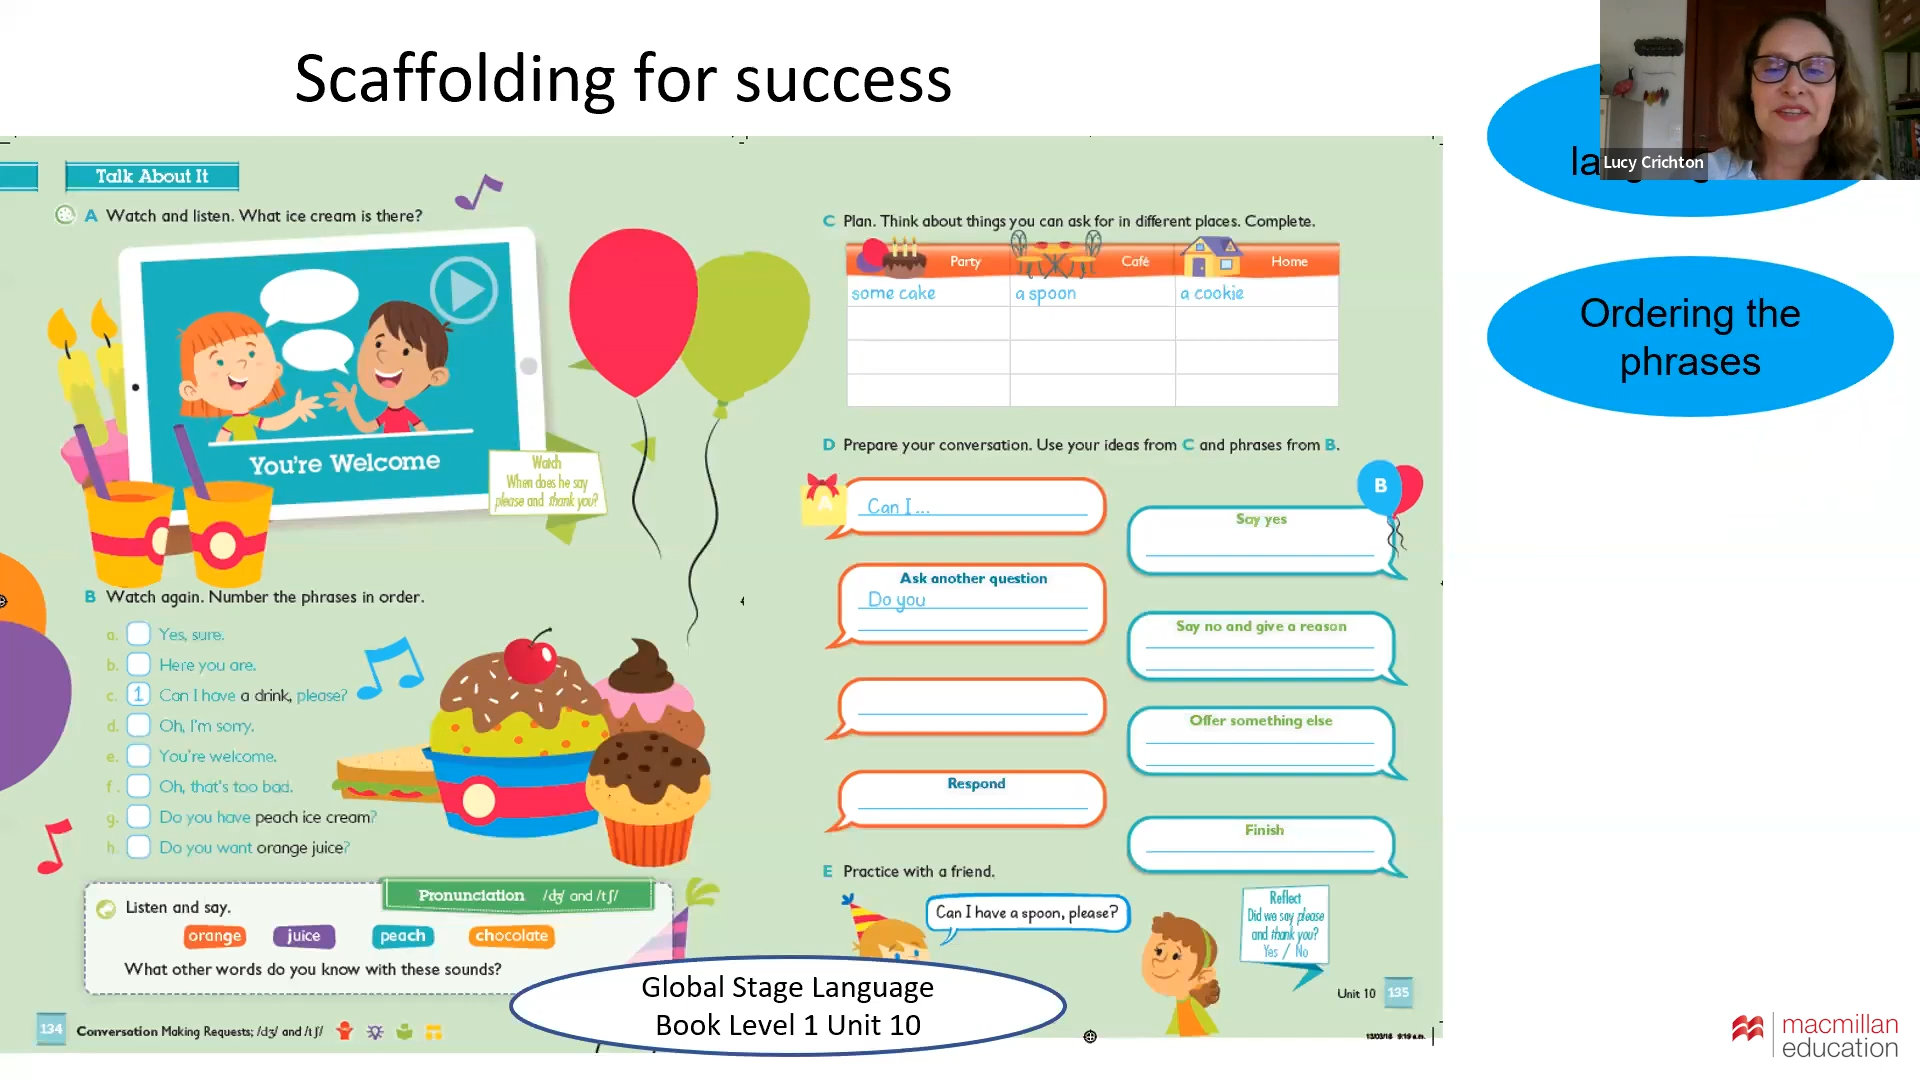 Scaffolding for success
Lucy Crichton
Ordering the
phrases
Talk About It
A Watch and listen. What ice cream is there?
You're Welcome
Watch
When does he say
please and thank you?
B Watch again. Number the phrases in order.
a. Yes, sure.
b. Here you are.
c. 1 Can I have a drink, please?
d. Oh, I'm sorry.
e. You're welcome.
f. Oh, that's too bad.
g. Do you have peach ice cream?
h. Do you want orange juice?
Pronunciation /dʒ/ and /tʃ/
Listen and say.
orange juice peach chocolate
What other words do you know with these sounds?
134 Conversation Making Requests; /dʒ/ and /tʃ/
C Plan. Think about things you can ask for in different places. Complete.
Party Café Home
some cake a spoon a cookie
D Prepare your conversation. Use your ideas from C and phrases from B.
A
Can I ...
B
Say yes
Ask another question
Do you
Say no and give a reason
Offer something else
Respond
Finish
E Practice with a friend.
Can I have a spoon, please?
Reflect
Did we say please
and thank you?
Yes / No
Unit 10 135
Global Stage Language
Book Level 1 Unit 10
macmillan
education